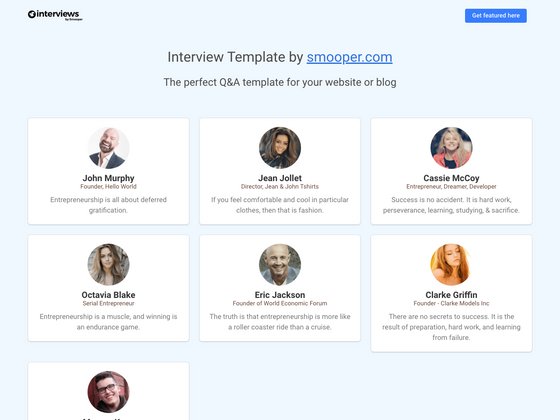 interviews
by Smooper
Get featured here
Interview Template by smooper.com
The perfect Q&A template for your website or blog
John Murphy
Founder, Hello World
Entrepreneurship is all about deferred
gratification.
Jean Jollet
Director, Jean & John Tshirts
If you feel comfortable and cool in particular
clothes, then that is fashion.
Cassie McCoy
Entrepreneur, Dreamer, Developer
Success is no accident. It is hard work,
perseverance, learning, studying, & sacrifice.
Octavia Blake
Serial Entrepreneur
Entrepreneurship is a muscle, and winning is
an endurance game.
Eric Jackson
Founder of World Economic Forum
The truth is that entrepreneurship is more like
a roller coaster ride than a cruise.
Clarke Griffin
Founder - Clarke Models Inc
There are no secrets to success. It is the
result of preparation, hard work, and learning
from failure.